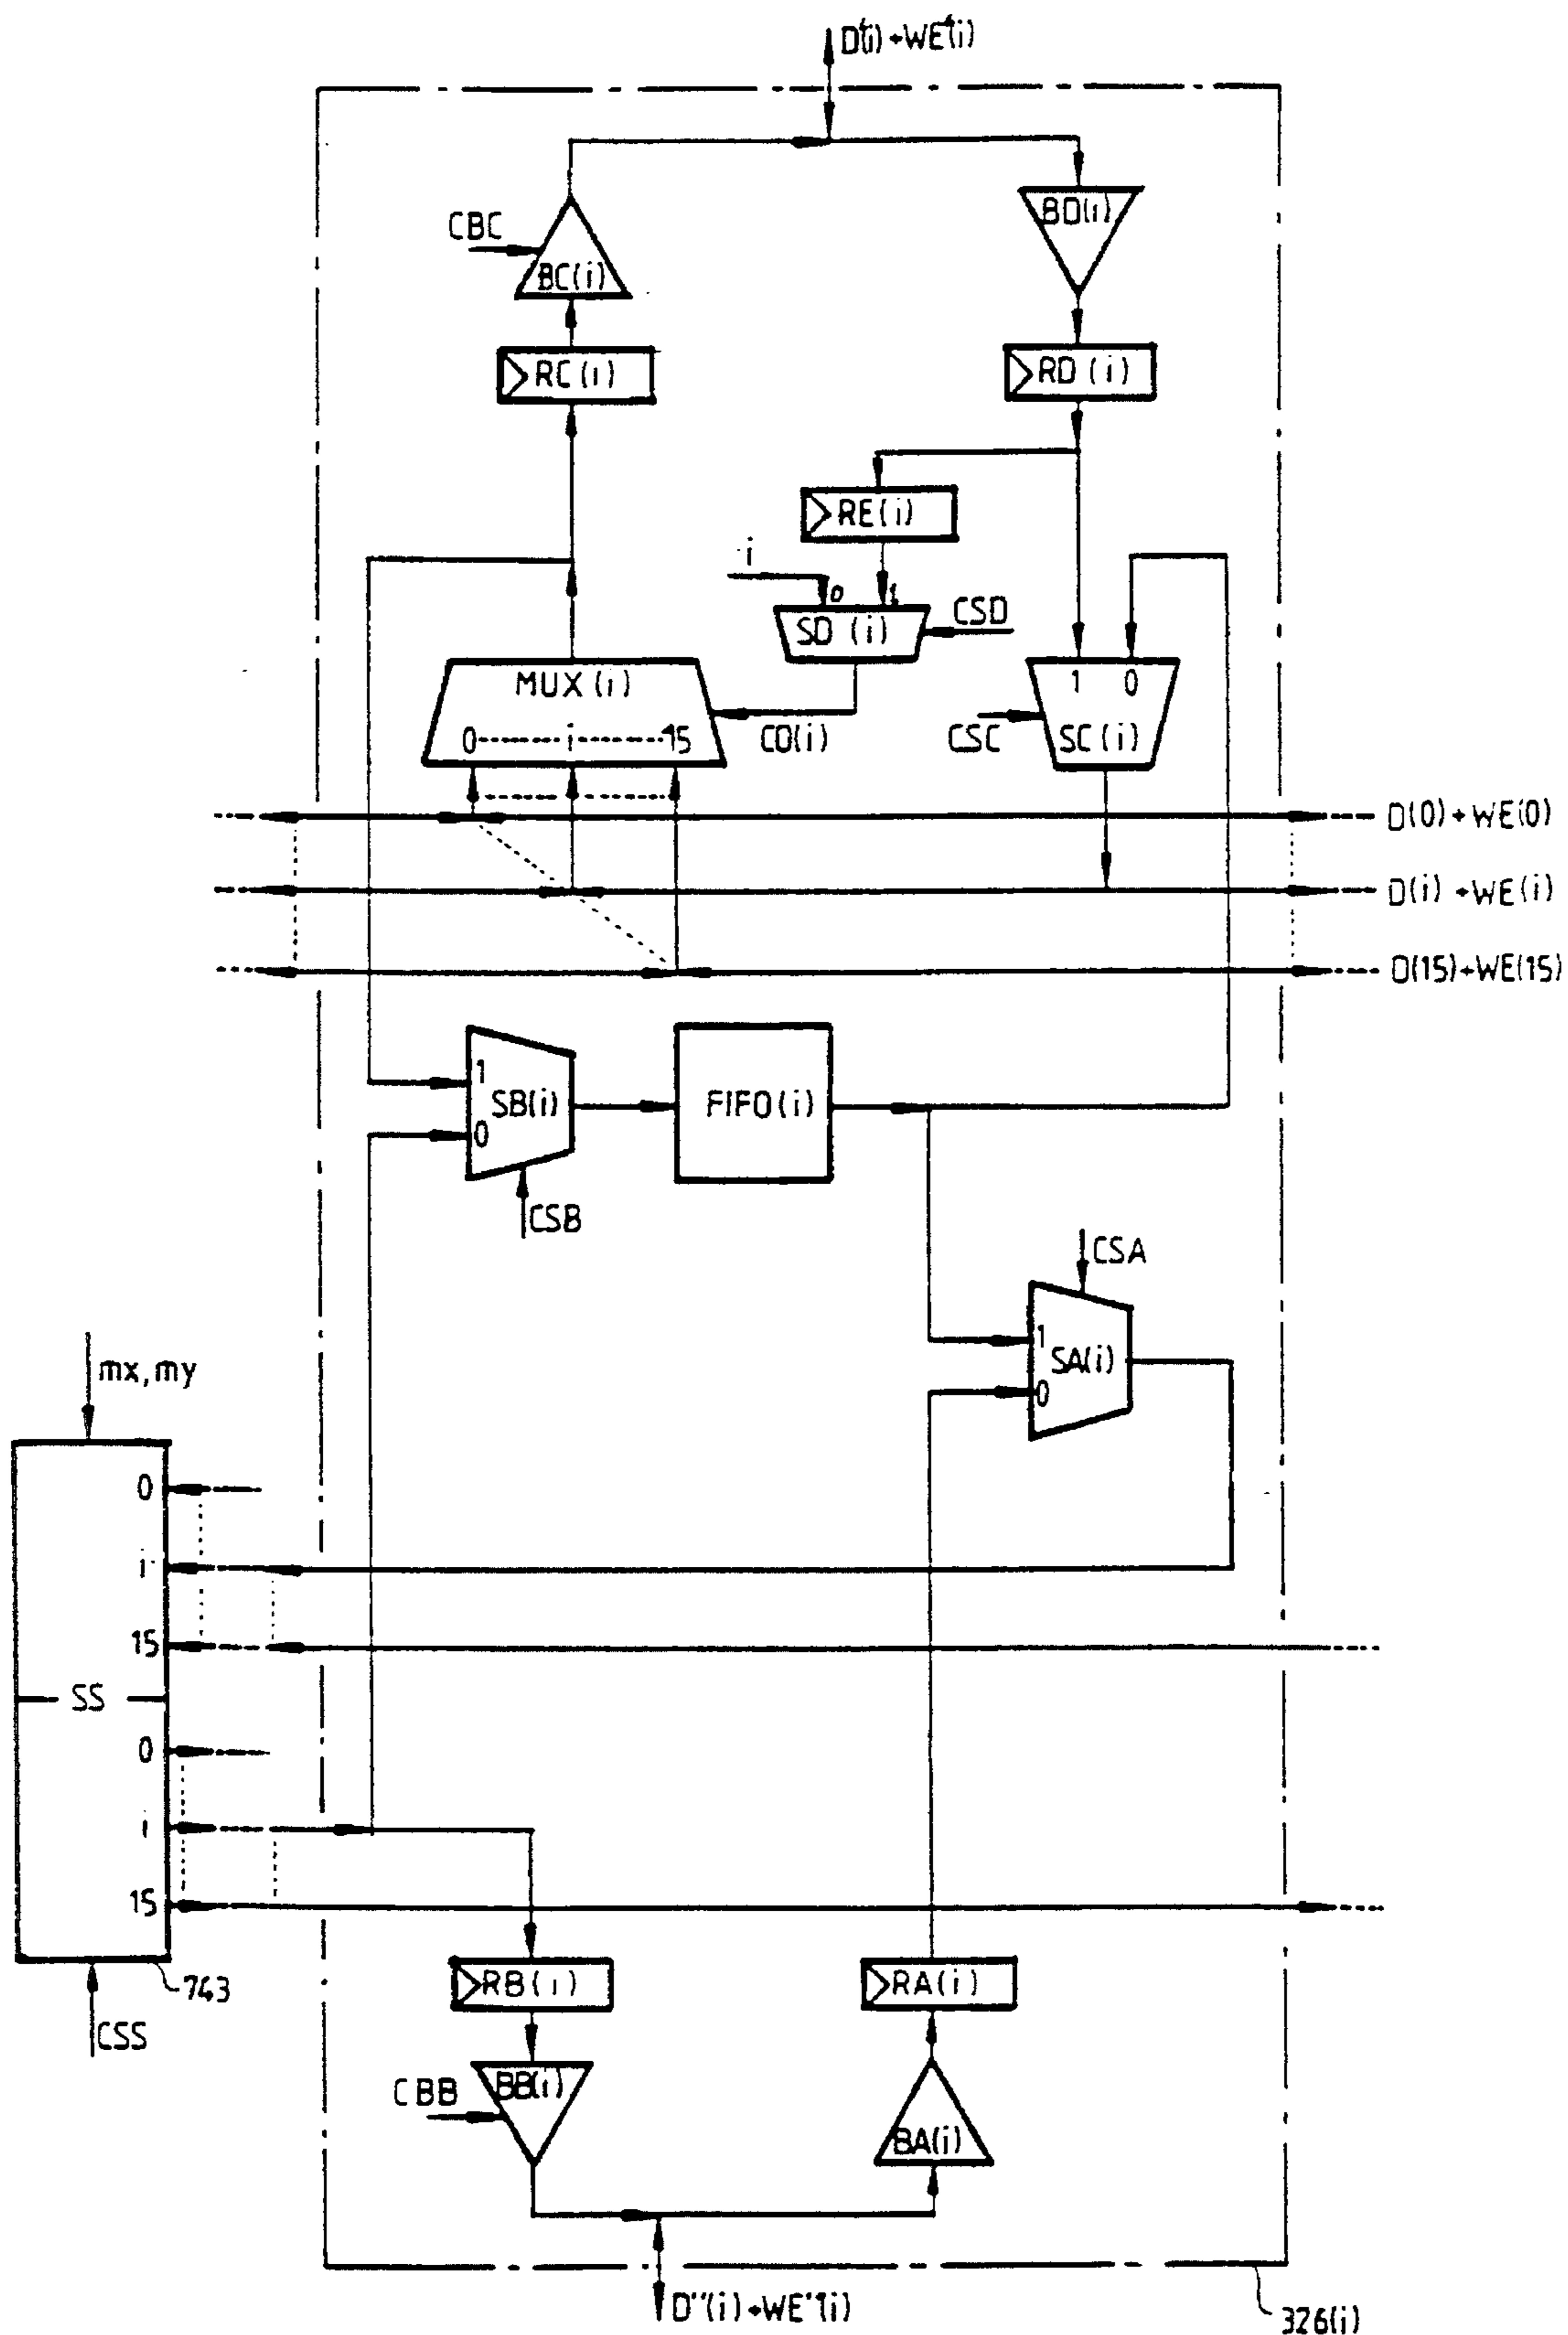 D'(i)+WE'(i)
BD(i)
CBC
BC(i)
RC(i)
RD(i)
RE(i)
i
0 1
CSD
SD(i)
MUX(i)
1 0
CO(i)
CSC
SC(i)
0 i 15
D(0)+WE(0)
D(i)+WE(i)
D(15)+WE(15)
1
SB(i)
FIFO(i)
0
CSB
CSA
1
SA(i)
0
mx,my
0
i
15
SS
0
i
15
743
CSS
RB(i)
RA(i)
CBB
BB(i)
BA(i)
D''(i)+WE''(i)
326(i)